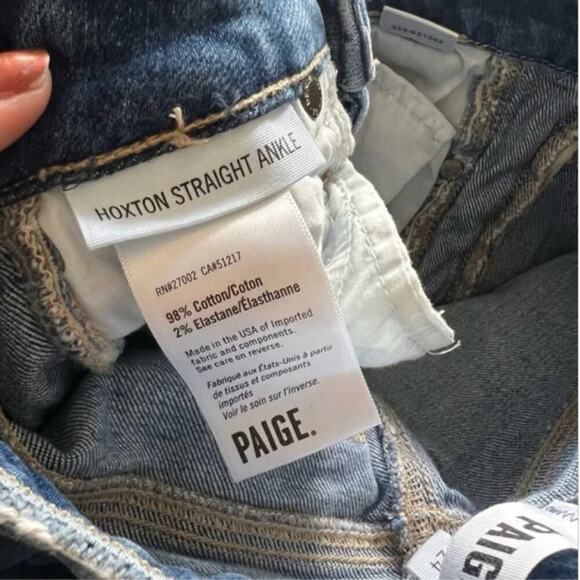 HOXTON STRAIGHT ANKLE
RN#27002 CA#51217
98% Cotton/Coton
2% Elastane/Élasthanne
Made in the USA of Imported
fabric and components.
See care on reverse.
Fabriqué aux États-Unis à partir
de tissus et composants
importés
Voir le soin sur l'inverse.
PAIGE.
PAIGE
24